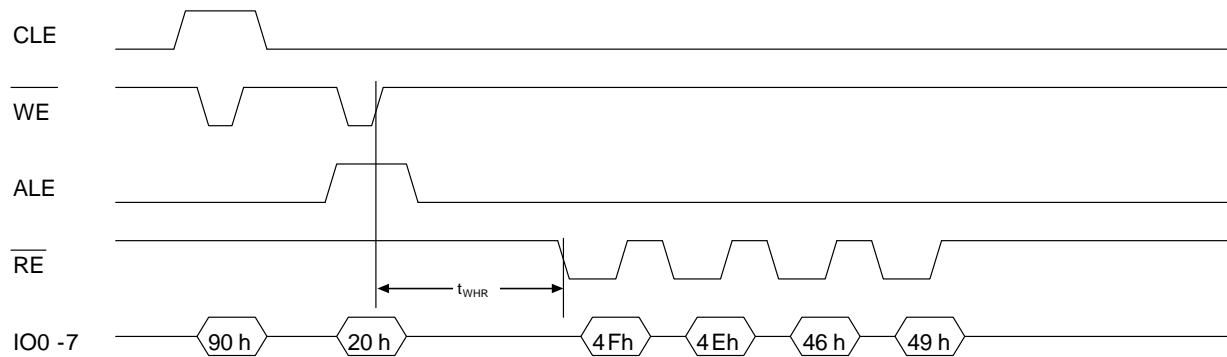 CLE
WE
ALE
RE
tWHR
IO0 -7 90 h 20 h 4Fh 4Eh 46 h 49 h